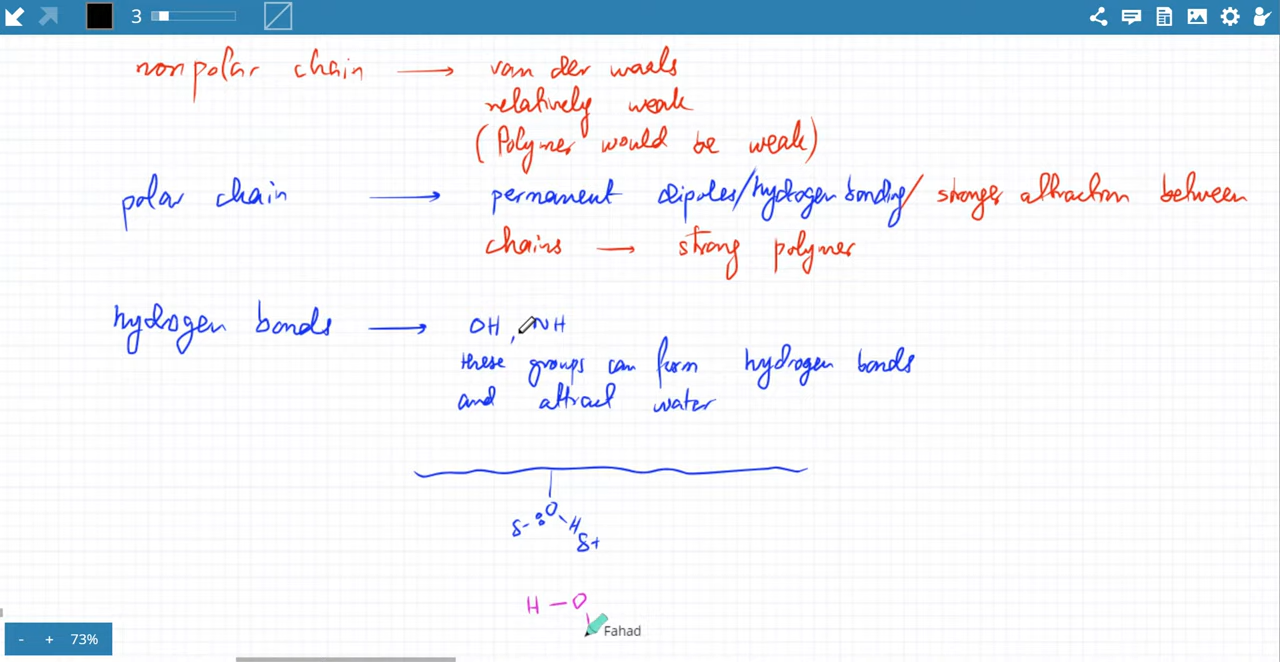 3
nonpolar chain → van der waals
relatively weak
(Polymer would be weak)
polar chain → permanent dipoles/hydrogen bonding/ stronger attraction between
chains → strong polymer
hydrogen bonds → OH, NH
these groups can form hydrogen bonds
and attract water
δ- O H
δ+
H — O
Fahad
- + 73%